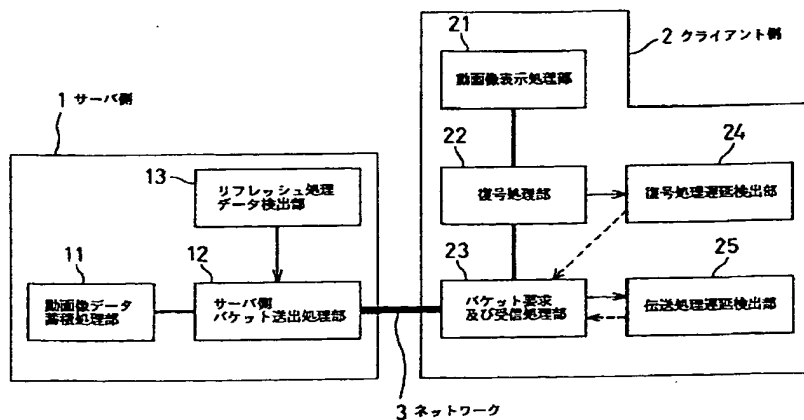 1 サーバ側
13
リフレッシュ処理
データ検出部
11
動画像データ
蓄積処理部
12
サーバ側
パケット送出処理部
3 ネットワーク
2 クライアント側
21
動画像表示処理部
22
復号処理部
24
復号処理遅延検出部
23
パケット要求
及び受信処理部
25
伝送処理遅延検出部